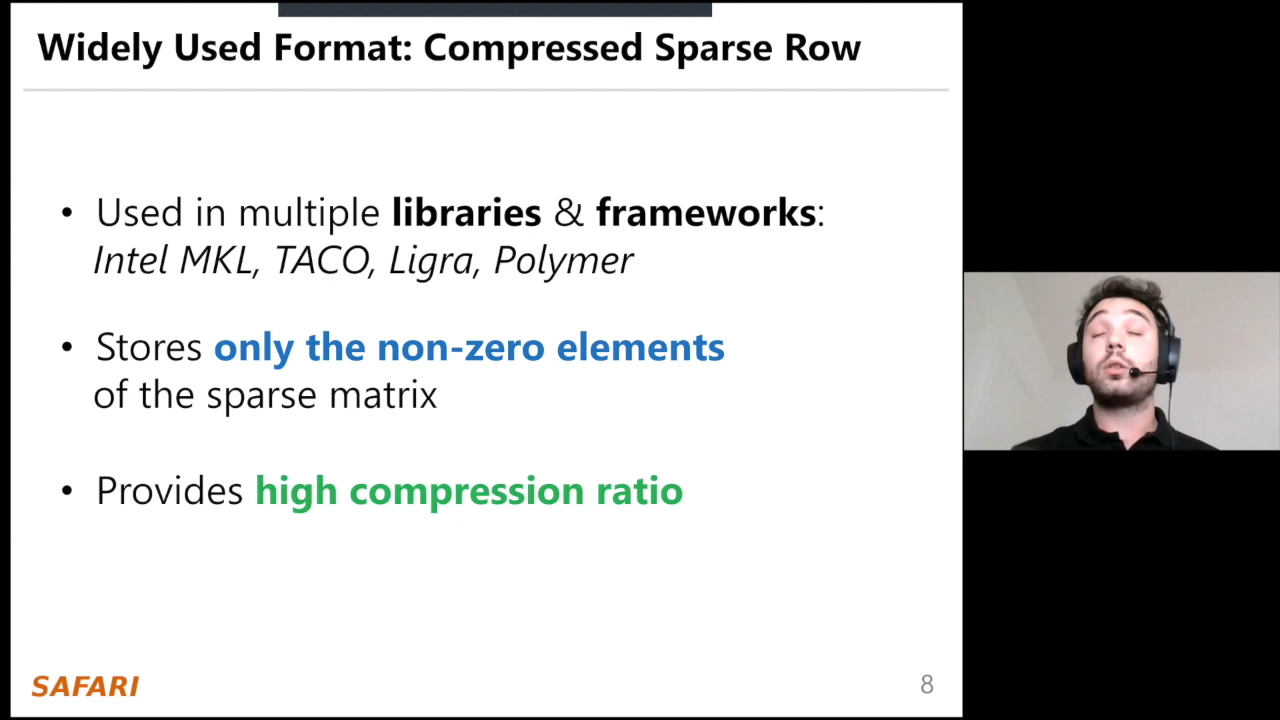 Widely Used Format: Compressed Sparse Row
• Used in multiple libraries & frameworks:
Intel MKL, TACO, Ligra, Polymer
• Stores only the non-zero elements
of the sparse matrix
• Provides high compression ratio
SAFARI
8